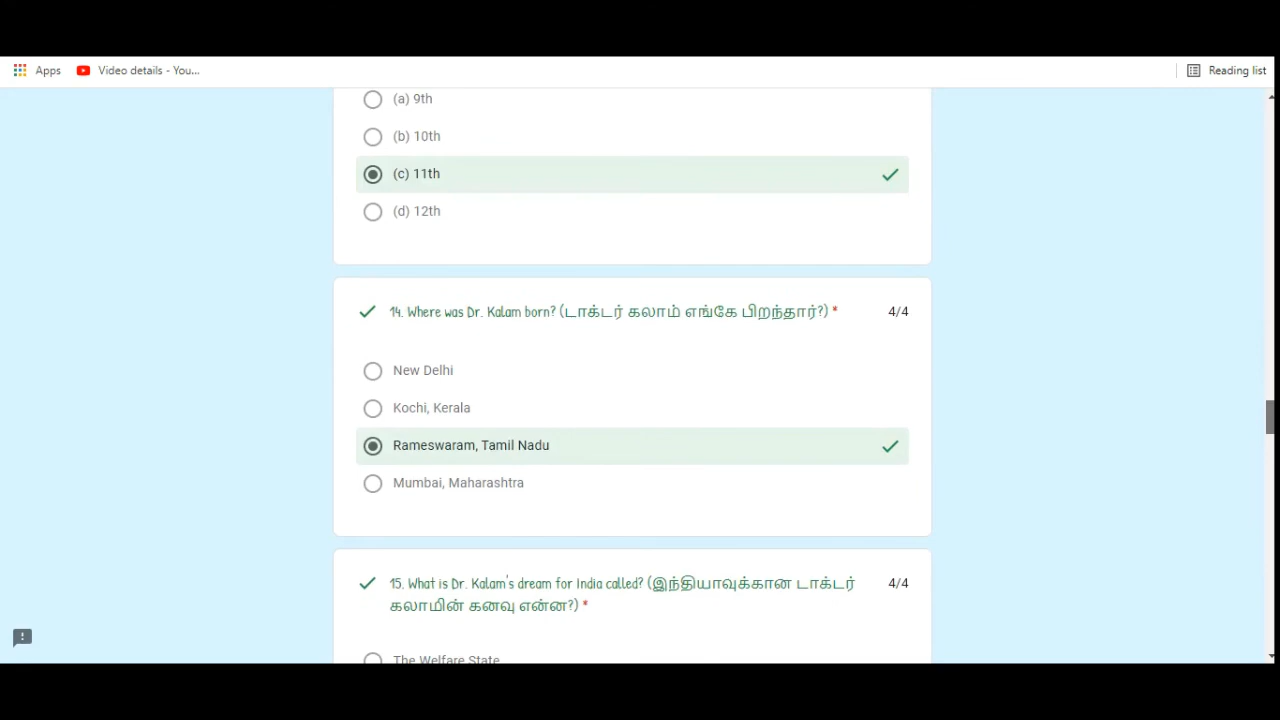 Apps Video details - You... Reading list
(a) 9th
(b) 10th
(c) 11th
(d) 12th
14. Where was Dr. Kalam born? (டாக்டர் கலாம் எங்கே பிறந்தார்?) * 4/4
New Delhi
Kochi, Kerala
Rameswaram, Tamil Nadu
Mumbai, Maharashtra
15. What is Dr. Kalam's dream for India called? (இந்தியாவுக்கான டாக்டர் 4/4
கலாமின் கனவு என்ன?) *
The Welfare State